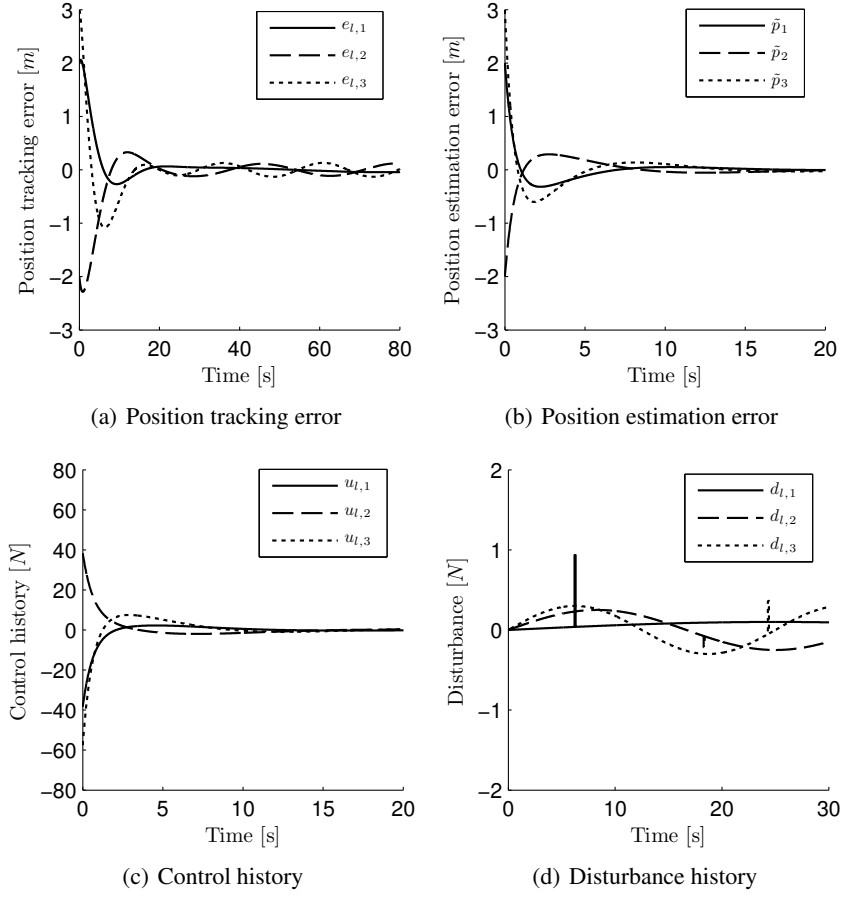 Position tracking error [m]
3
2
1
0
−1
−2
−3
0 20 40 60 80
Time [s]
e_{l,1}
e_{l,2}
e_{l,3}
(a) Position tracking error
Position estimation error [m]
3
2
1
0
−1
−2
−3
0 5 10 15 20
Time [s]
p̃_1
p̃_2
p̃_3
(b) Position estimation error
Control history [N]
80
60
40
20
0
−20
−40
−60
−80
0 5 10 15 20
Time [s]
u_{l,1}
u_{l,2}
u_{l,3}
(c) Control history
Disturbance [N]
2
1
0
−1
−2
0 10 20 30
Time [s]
d_{l,1}
d_{l,2}
d_{l,3}
(d) Disturbance history